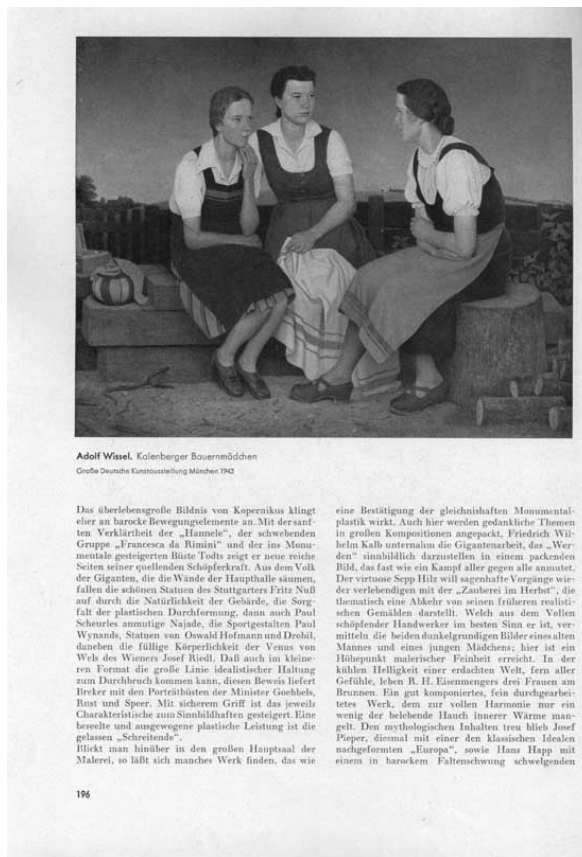 Adolf Wissel. Kalenberger Bauernmädchen
Große Deutsche Kunstausstellung München 1943
Das überlebensgroße Bildnis von Kopernikus klingt
eher an barocke Bewegungselemente an. Mit der sanf-
ten Verklärtheit der „Hannele“, der schwebenden
Gruppe „Francesca da Rimini“ und der ins Monu-
mentale gesteigerten Büste Todts zeigt er neue reiche
Seiten seiner quellenden Schöpferkraft. Aus dem Volk
der Giganten, die die Wände der Haupthalle säumen,
fallen die schönen Statuen des Stuttgarters Fritz Nuß
auf durch die Natürlichkeit der Gebärde, die Sorg-
falt der plastischen Durchformung, dann auch Paul
Scheurles anmutige Najade, die Sportgestalten Paul
Wynands, Statuen von Oswald Hofmann und Drobil,
daneben die füllige Körperlichkeit der Venus von
Wels des Wieners Josef Riedl. Daß auch im kleine-
ren Format die große Linie idealistischer Haltung
zum Durchbruch kommen kann, diesen Beweis liefert
Breker mit den Porträtbüsten der Minister Goebbels,
Rust und Speer. Mit sicherem Griff ist das jeweils
Charakteristische zum Sinnbildhaften gesteigert. Eine
beseelte und ausgewogene plastische Leistung ist die
gelassen „Schreitende“.
Blickt man hinüber in den großen Hauptsaal der
Malerei, so läßt sich manches Werk finden, das wie
eine Bestätigung der gleichnishaften Monumental-
plastik wirkt. Auch hier werden gedankliche Themen
in großen Kompositionen angepackt, Friedrich Wil-
helm Kalb unternahm die Gigantenarbeit, das „Wer-
den“ sinnbildlich darzustellen in einem packenden
Bild, das fast wie ein Kampf aller gegen alle anmutet.
Der virtuose Sepp Hilz will sagenhafte Vorgänge wie-
der verlebendigen mit der „Zauberei im Herbst“, die
thematisch eine Abkehr von seinen früheren realisti-
schen Gemälden darstellt. Welch aus dem Vollen
schöpfender Handwerker im besten Sinn er ist, ver-
mitteln die beiden dunkelgrundigen Bilder eines alten
Mannes und eines jungen Mädchens; hier ist ein
Höhepunkt malerischer Feinheit erreicht. In der
kühlen Helligkeit einer erdachten Welt, fern aller
Gefühle, leben R. H. Eisenmengers drei Frauen am
Brunnen. Ein gut komponiertes, fein durchgearbei-
tetes Werk, dem zur vollen Harmonie nur ein
wenig der belebende Hauch innerer Wärme man-
gelt. Den mythologischen Inhalten treu blieb Josef
Pieper, diesmal mit einer den klassischen Idealen
nachgeformten „Europa“, sowie Hans Happ mit
einem in barockem Faltenschwung schwelgenden
196